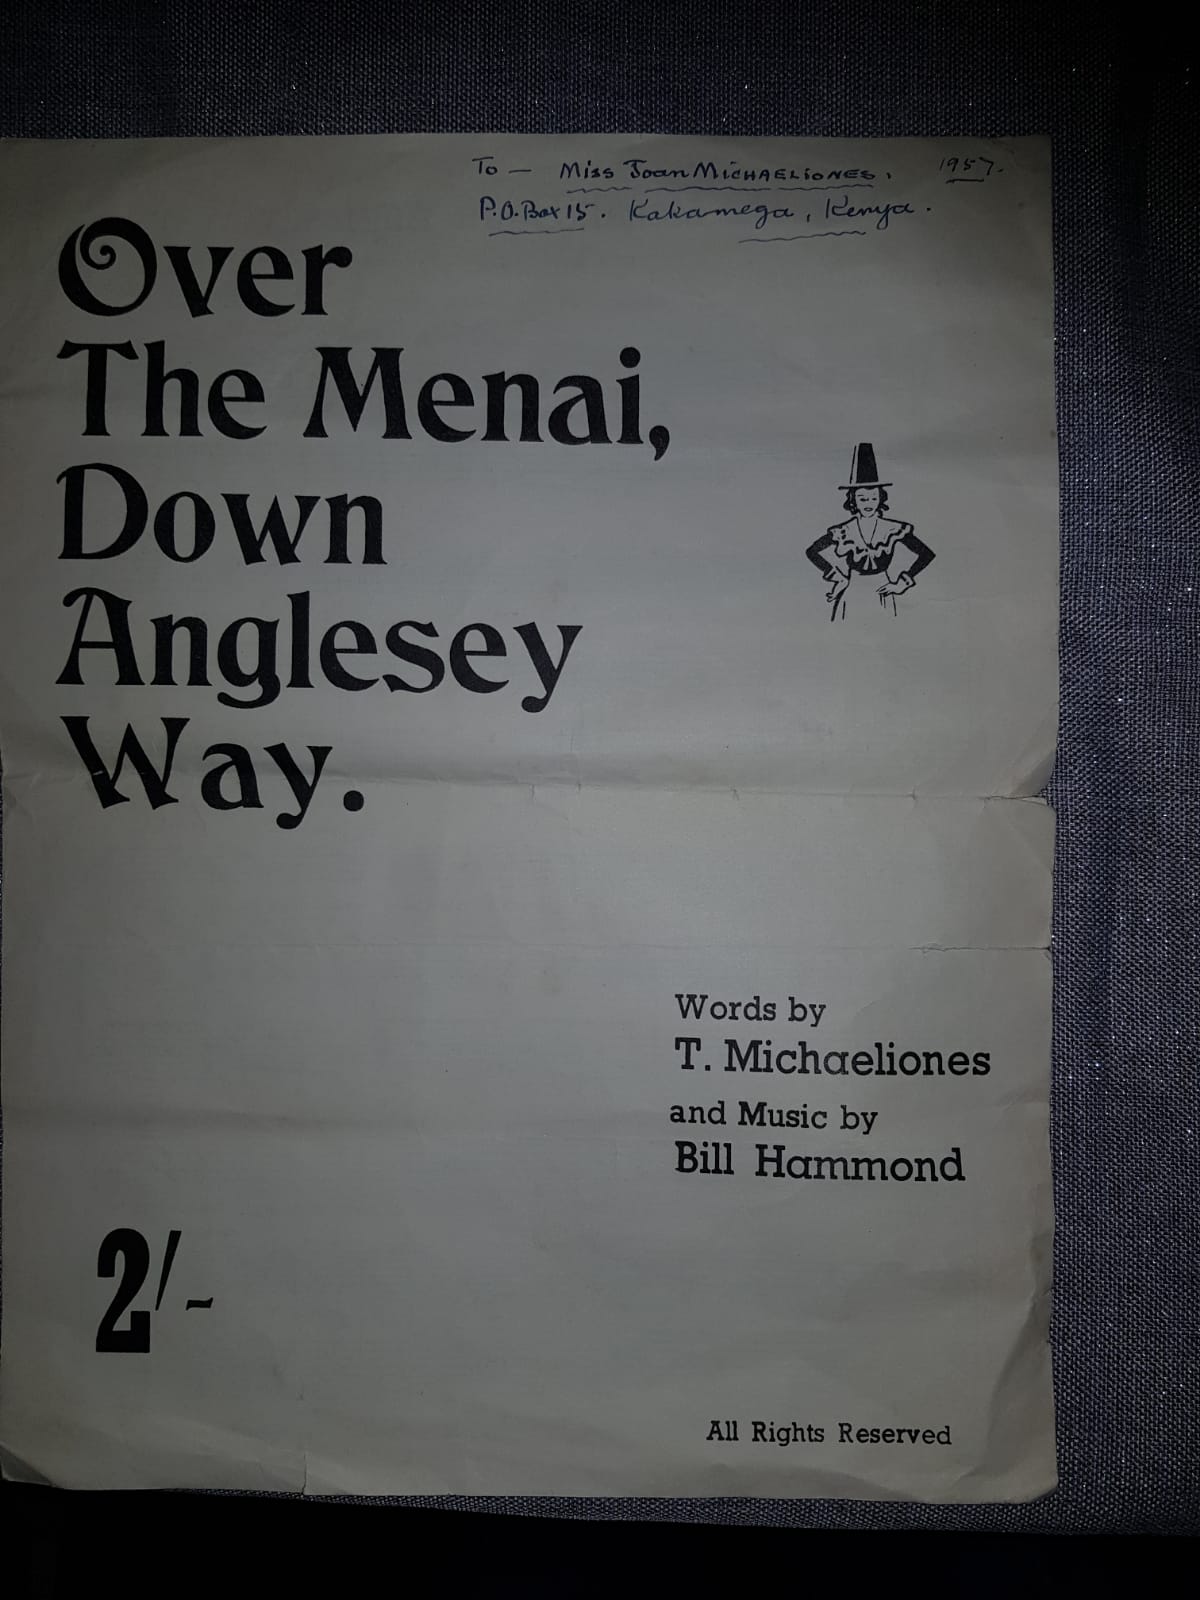 To — Miss Joan MICHAELiONES. 1957.
P.O. Box 15. Kakamega, Kenya.
Over
The Menai,
Down
Anglesey
Way.
Words by
T. Michaeliones
and Music by
Bill Hammond
2/-
All Rights Reserved